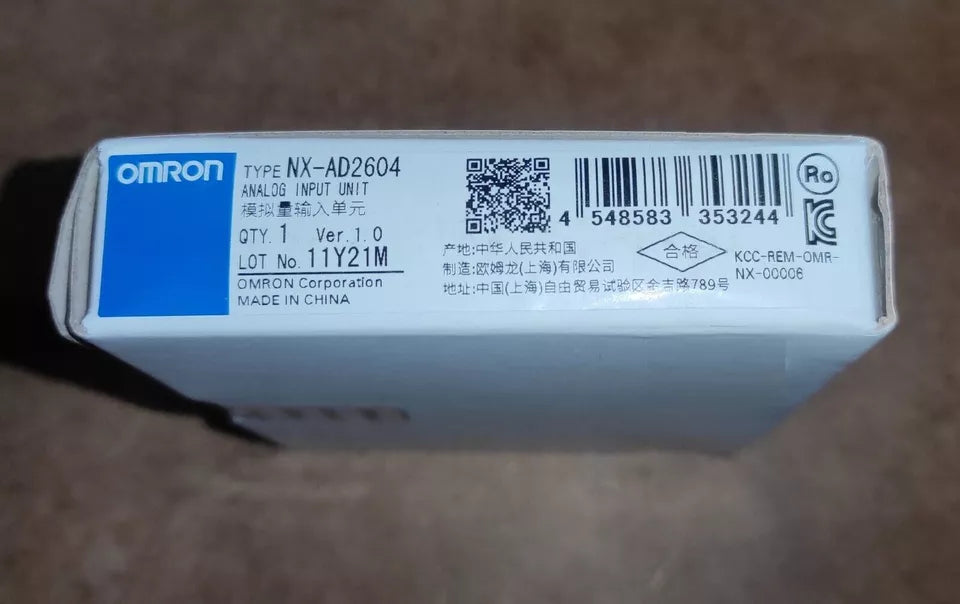 OMRON
TYPE NX-AD2604
ANALOG INPUT UNIT
模拟量输入单元
QTY. 1 Ver.1.0
LOT No. 11Y21M
OMRON Corporation
MADE IN CHINA
4 548583 353244
产地:中华人民共和国
制造:欧姆龙(上海)有限公司
地址:中国(上海)自由贸易试验区金吉路789号
合格
Ro
KCC-REM-OMR-
NX-00006